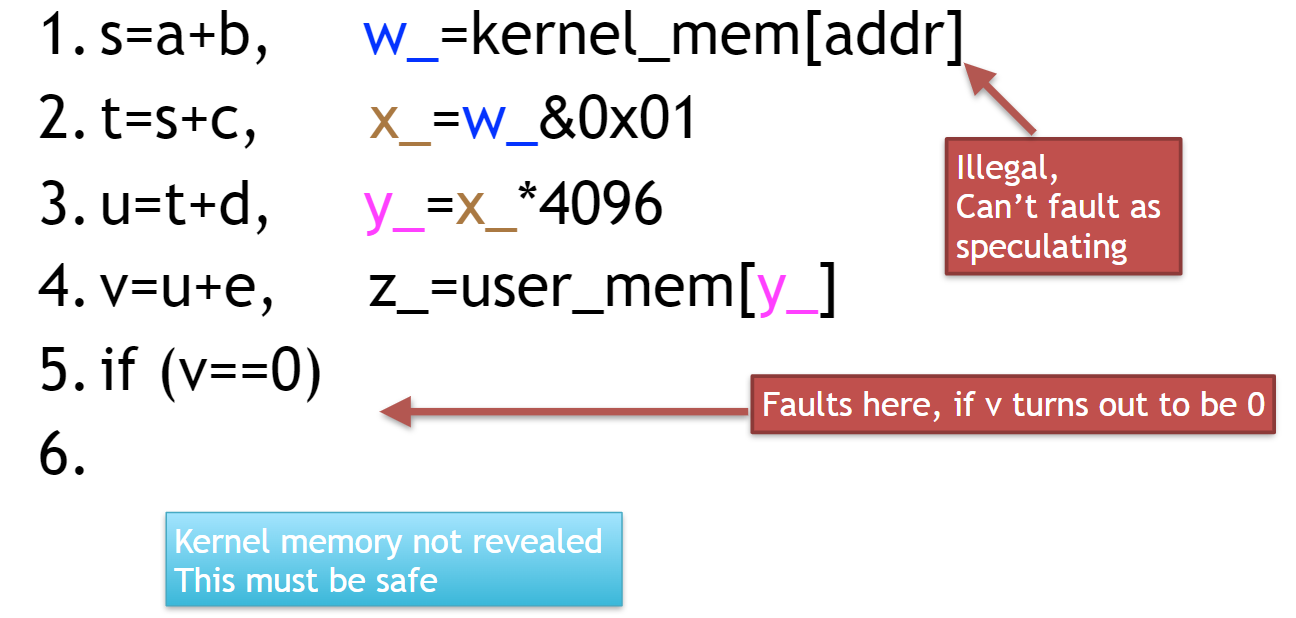 1. s=a+b, w_=kernel_mem[addr]
2. t=s+c, x_=w_&0x01
3. u=t+d, y_=x_*4096
Illegal,
Can’t fault as
speculating
4. v=u+e, z_=user_mem[y_]
5. if (v==0)
Faults here, if v turns out to be 0
6.
Kernel memory not revealed
This must be safe